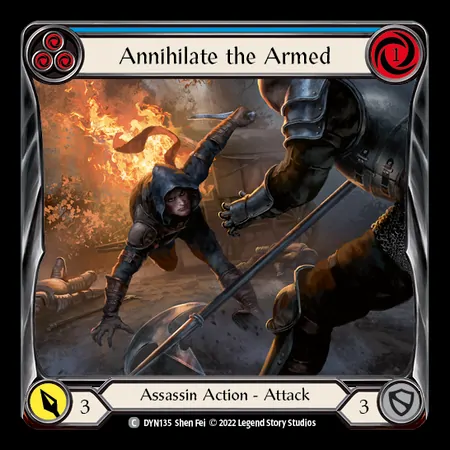 Annihilate the Armed
1
3
Assassin Action - Attack
3
C DYN135 Shen Fei © 2022 Legend Story Studios